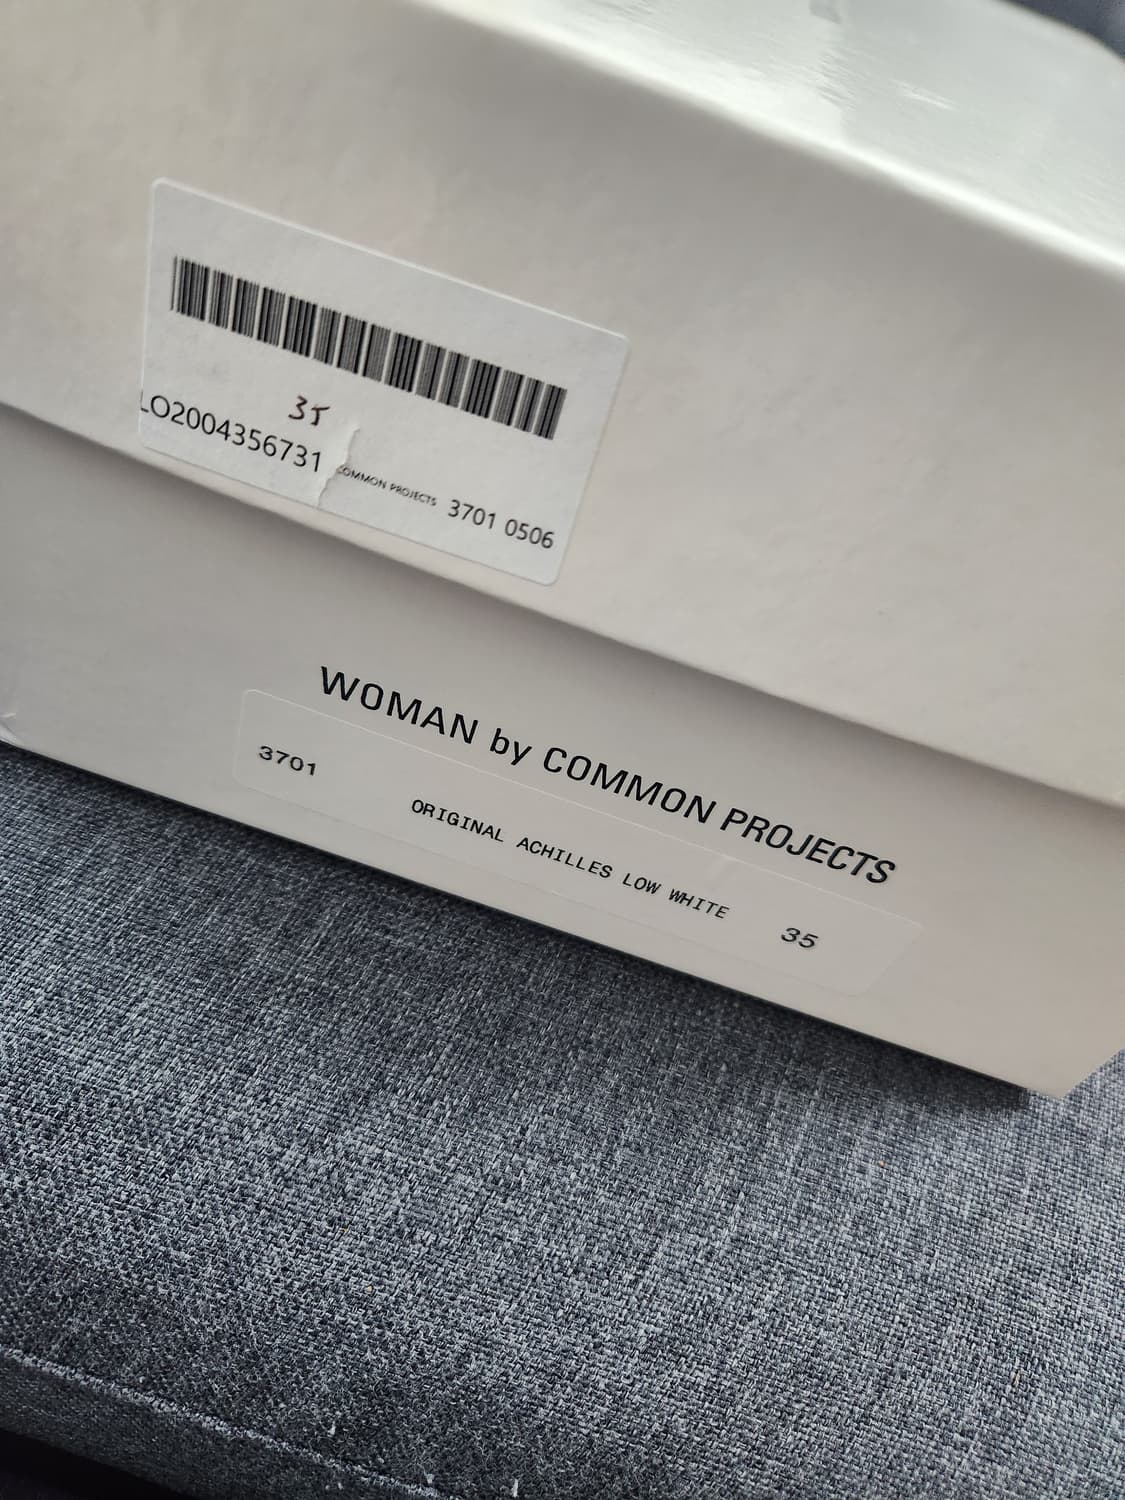 35
LO2004356731 COMMON PROJECTS 3701 0506
WOMAN by COMMON PROJECTS
3701 ORIGINAL ACHILLES LOW WHITE 35